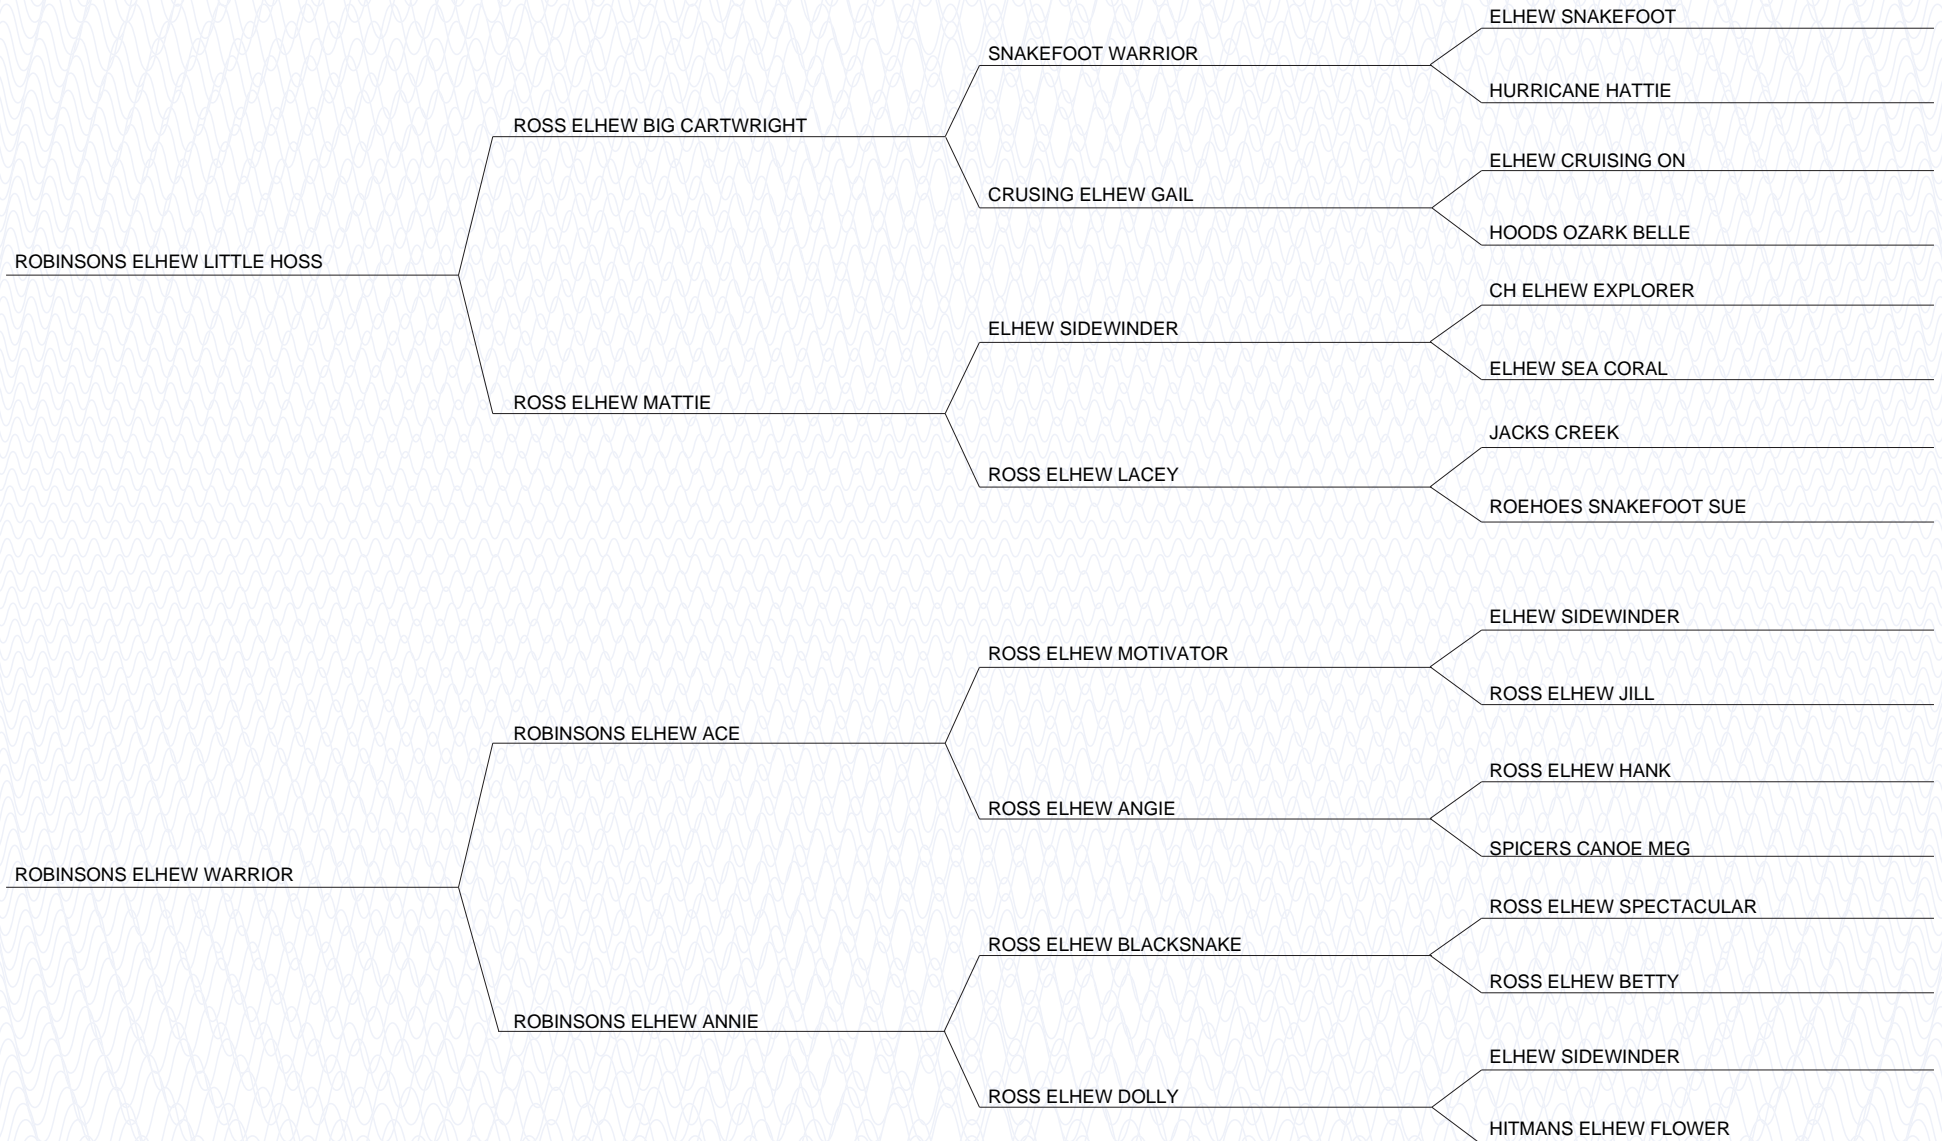 ELHEW SNAKEFOOT
SNAKEFOOT WARRIOR
HURRICANE HATTIE
ROSS ELHEW BIG CARTWRIGHT
ELHEW CRUISING ON
CRUSING ELHEW GAIL
HOODS OZARK BELLE
ROBINSONS ELHEW LITTLE HOSS
CH ELHEW EXPLORER
ELHEW SIDEWINDER
ELHEW SEA CORAL
ROSS ELHEW MATTIE
JACKS CREEK
ROSS ELHEW LACEY
ROEHOES SNAKEFOOT SUE
ELHEW SIDEWINDER
ROSS ELHEW MOTIVATOR
ROSS ELHEW JILL
ROBINSONS ELHEW ACE
ROSS ELHEW HANK
ROSS ELHEW ANGIE
SPICERS CANOE MEG
ROBINSONS ELHEW WARRIOR
ROSS ELHEW SPECTACULAR
ROSS ELHEW BLACKSNAKE
ROSS ELHEW BETTY
ROBINSONS ELHEW ANNIE
ELHEW SIDEWINDER
ROSS ELHEW DOLLY
HITMANS ELHEW FLOWER